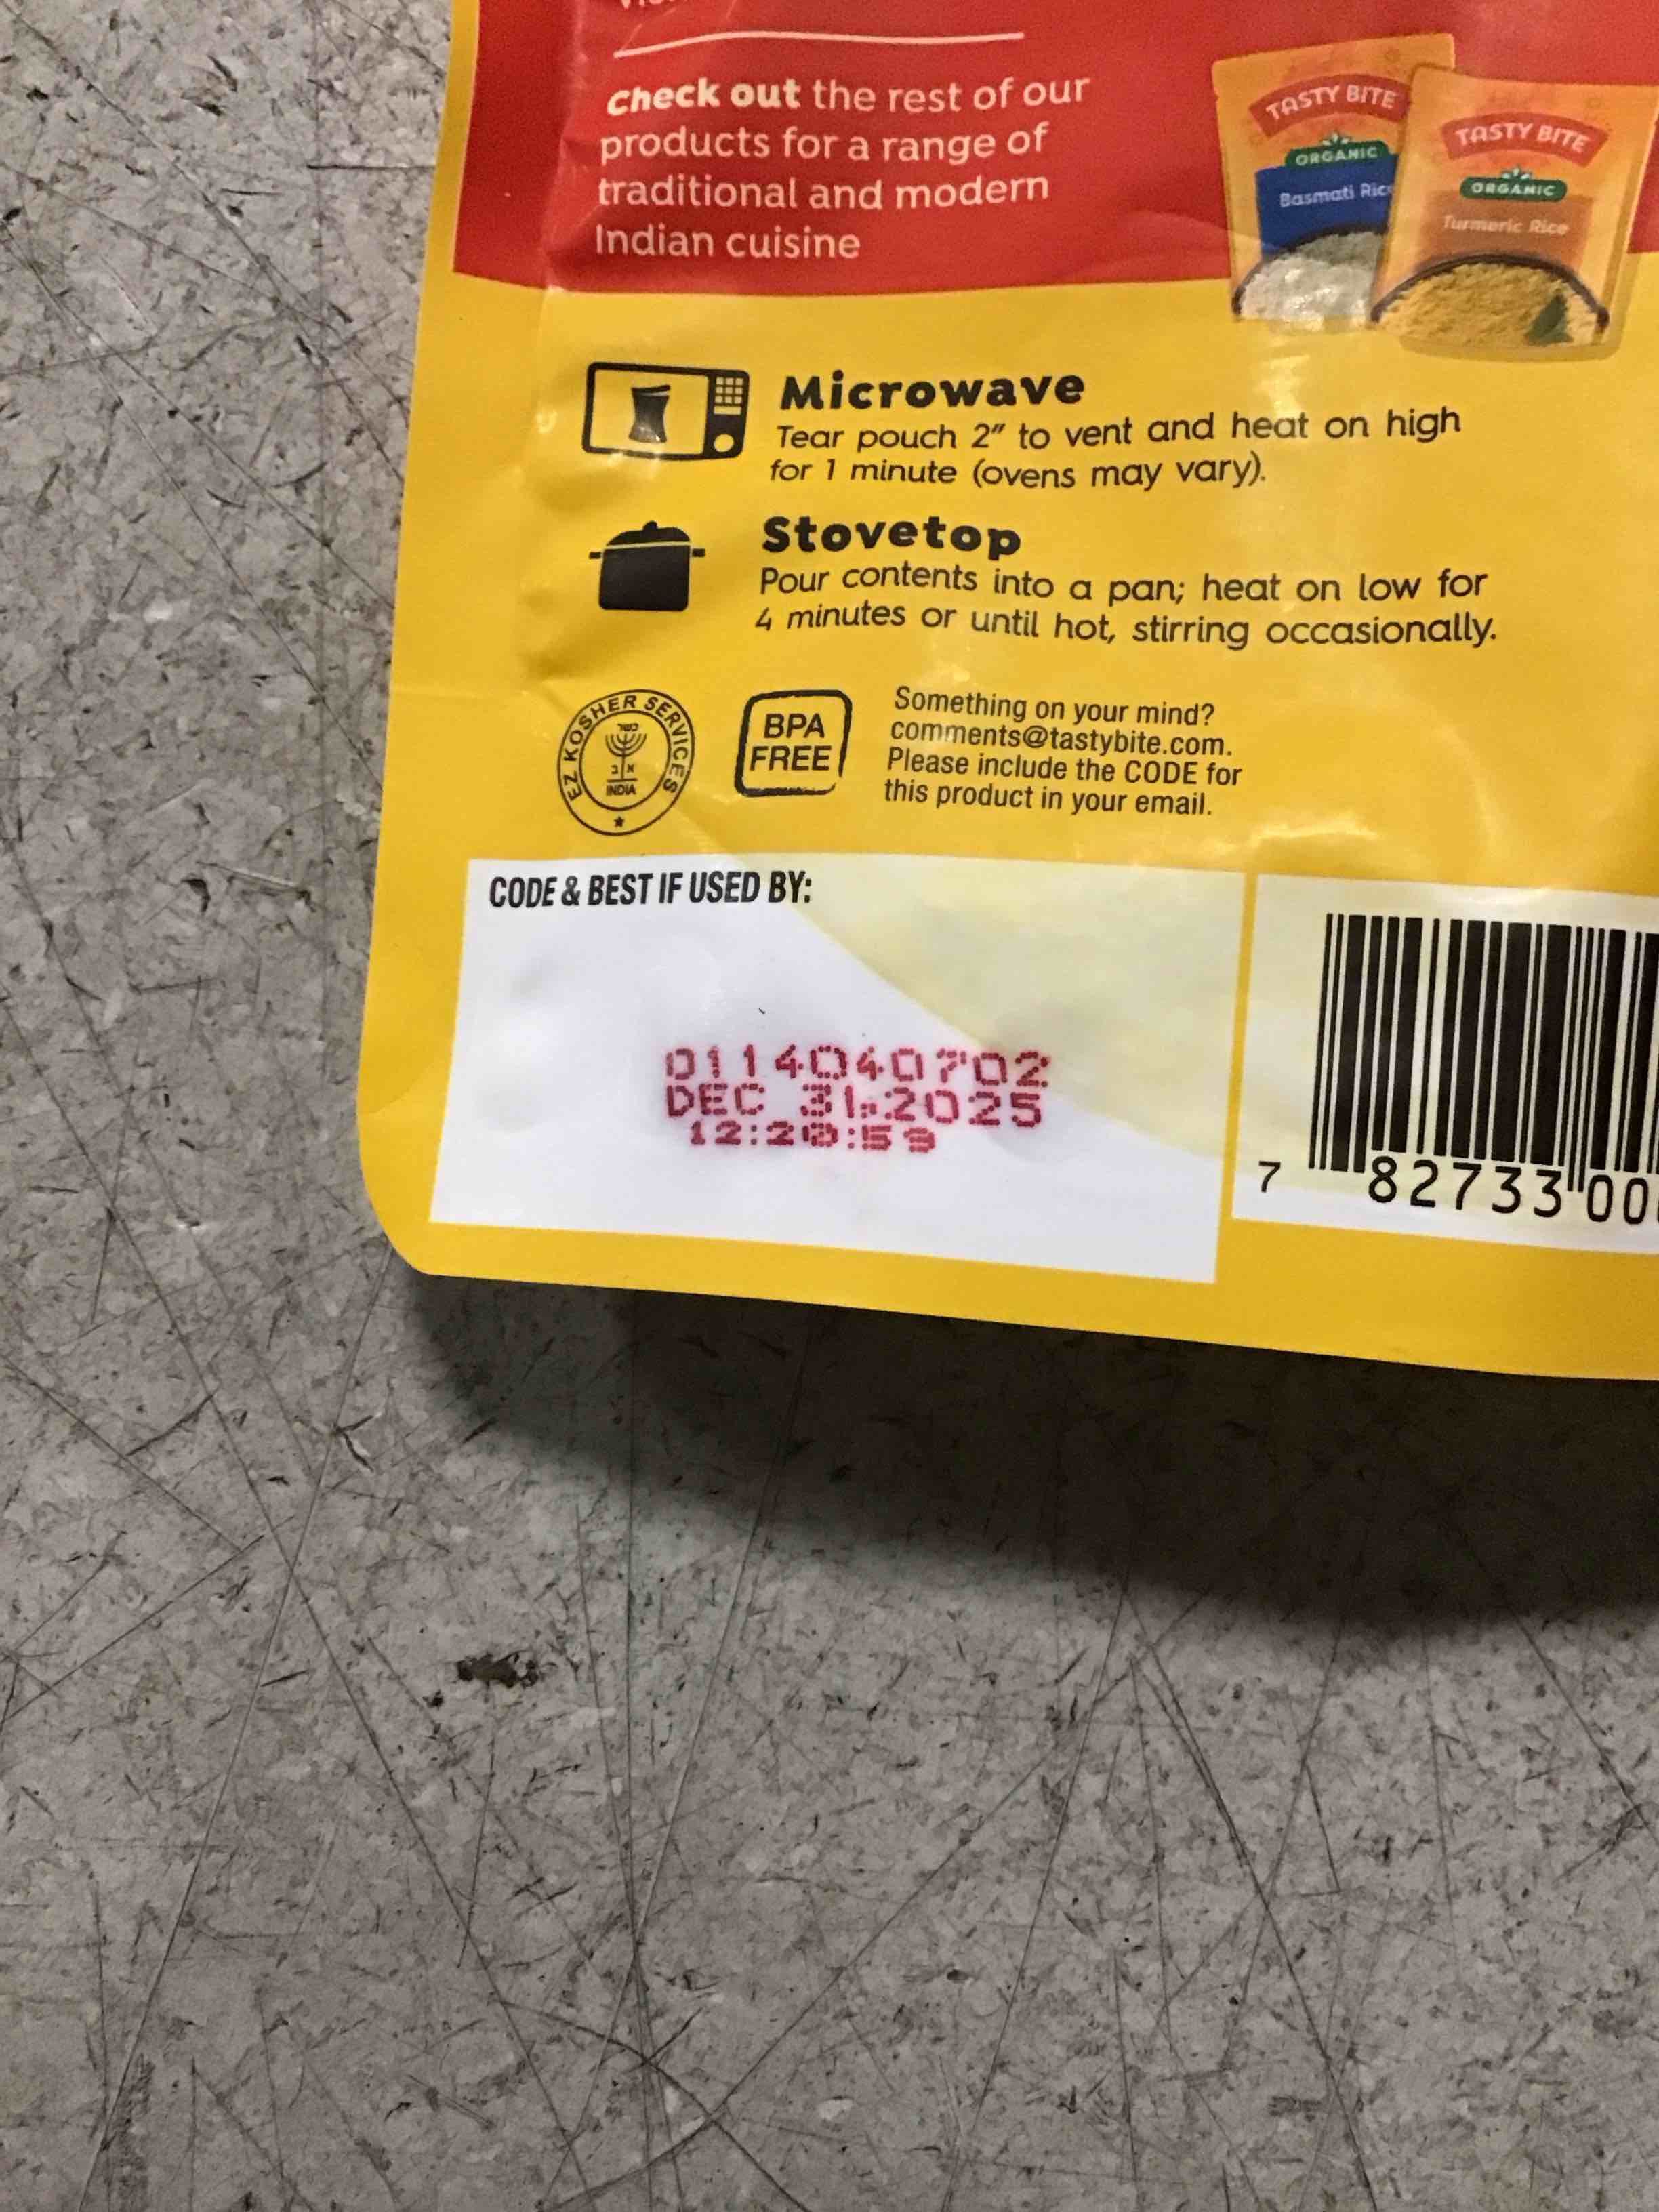 Check out the rest of our
products for a range of
traditional and modern
Indian cuisine
TASTY BITE
ORGANIC
Basmati Rice
TASTY BITE
ORGANIC
Turmeric Rice
Microwave
Tear pouch 2" to vent and heat on high
for 1 minute (ovens may vary).
Stovetop
Pour contents into a pan; heat on low for
4 minutes or until hot, stirring occasionally.
EZ KOSHER SERVICES
כשר
ב א
INDIA
BPA
FREE
Something on your mind?
comments@tastybite.com.
Please include the CODE for
this product in your email.
CODE & BEST IF USED BY:
0114040702
DEC 31.2025
12:20:59
7 82733 00